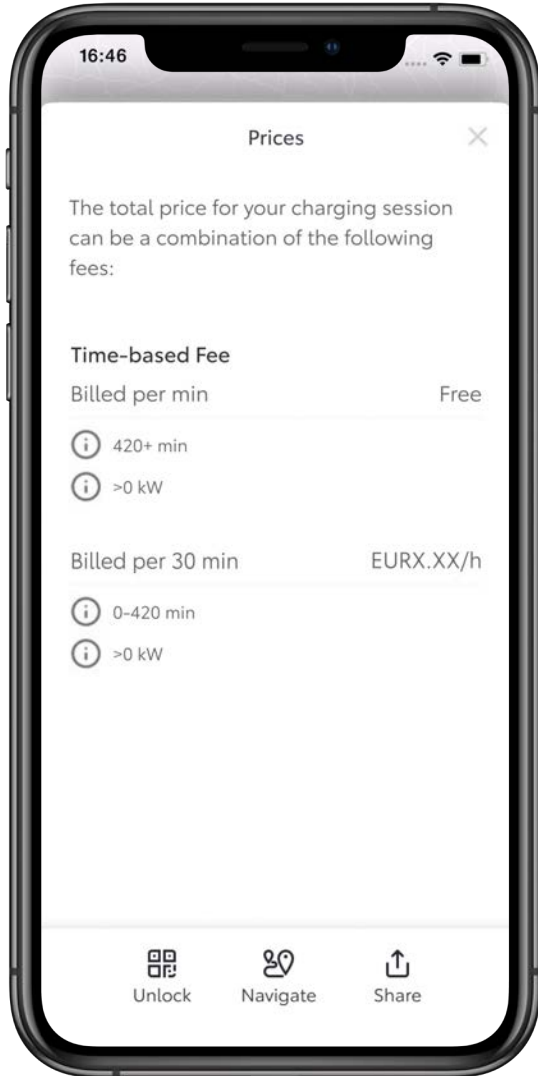 16:46
Prices
The total price for your charging session
can be a combination of the following
fees:
Time-based Fee
Billed per min Free
420+ min
>0 kW
Billed per 30 min EURX.XX/h
0-420 min
>0 kW
Unlock Navigate Share